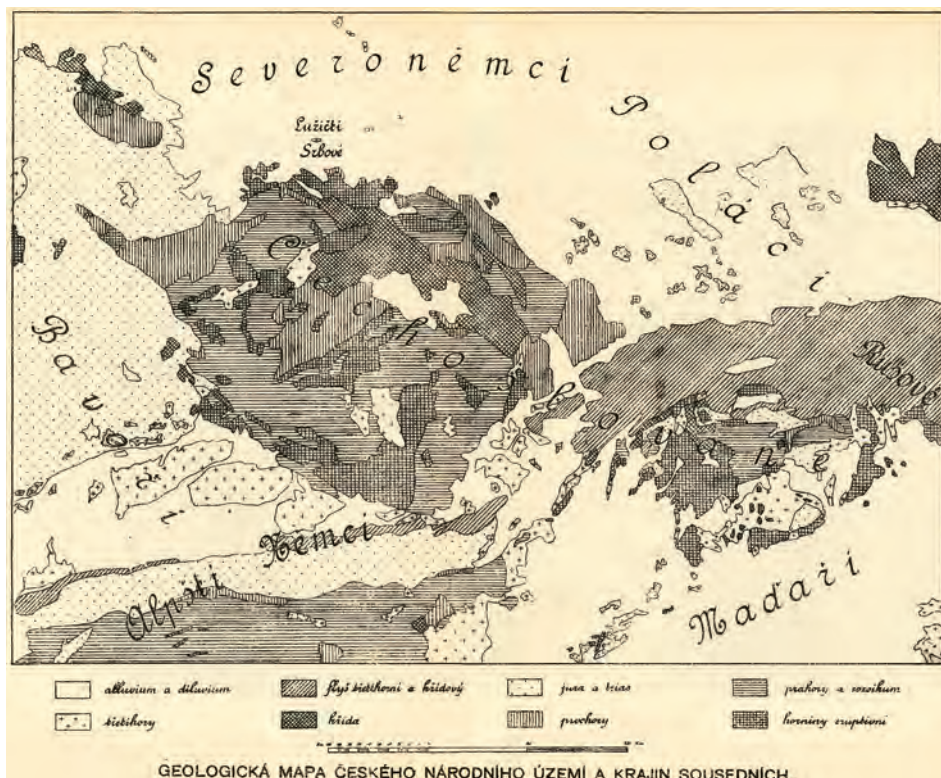 Severoněmci
Lužičtí
Srbové
Poláci
Čechoslované
Rusové
Bavoři
Alpští Němci
Maďaři
alluvium a diluvium
flyš třetihorní a křídový
jura a trias
prahory a azoikum
třetihory
křída
prvohory
horniny eruptivní
GEOLOGICKÁ MAPA ČESKÉHO NÁRODNÍHO ÚZEMÍ A KRAJIN SOUSEDNÍCH